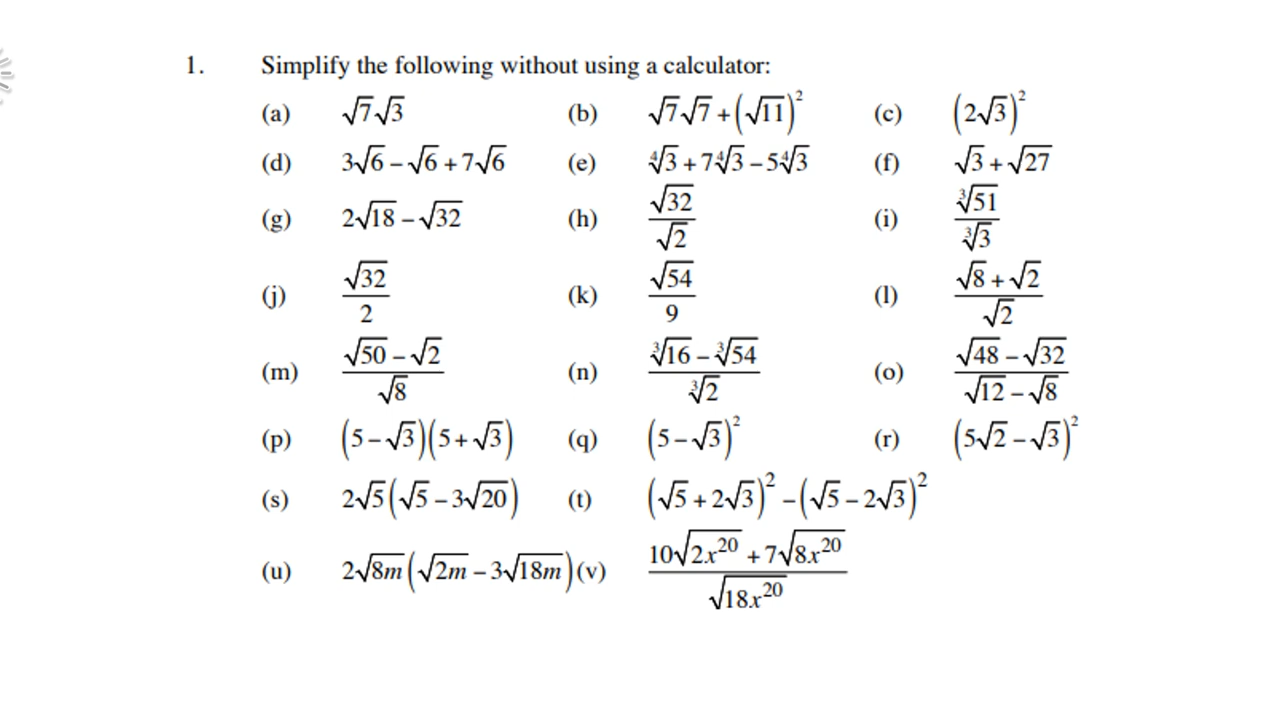 1. Simplify the following without using a calculator:
(a) √7√3 (b) √7√7 + (√11)² (c) (2√3)²
(d) 3√6 − √6 + 7√6 (e) ∜3 + 7∜3 − 5∜3 (f) √3 + √27
(g) 2√18 − √32 (h) √32/√2 (i) ∛51/∛3
(j) √32/2 (k) √54/9 (l) (√8 + √2)/√2
(m) (√50 − √2)/√8 (n) (∛16 − ∛54)/∛2 (o) (√48 − √32)/(√12 − √8)
(p) (5 − √3)(5 + √3) (q) (5 − √3)² (r) (5√2 − √3)²
(s) 2√5(√5 − 3√20) (t) (√5 + 2√3)² − (√5 − 2√3)²
(u) 2√8m(√2m − 3√18m) (v) (10√2x²⁰ + 7√8x²⁰)/√18x²⁰